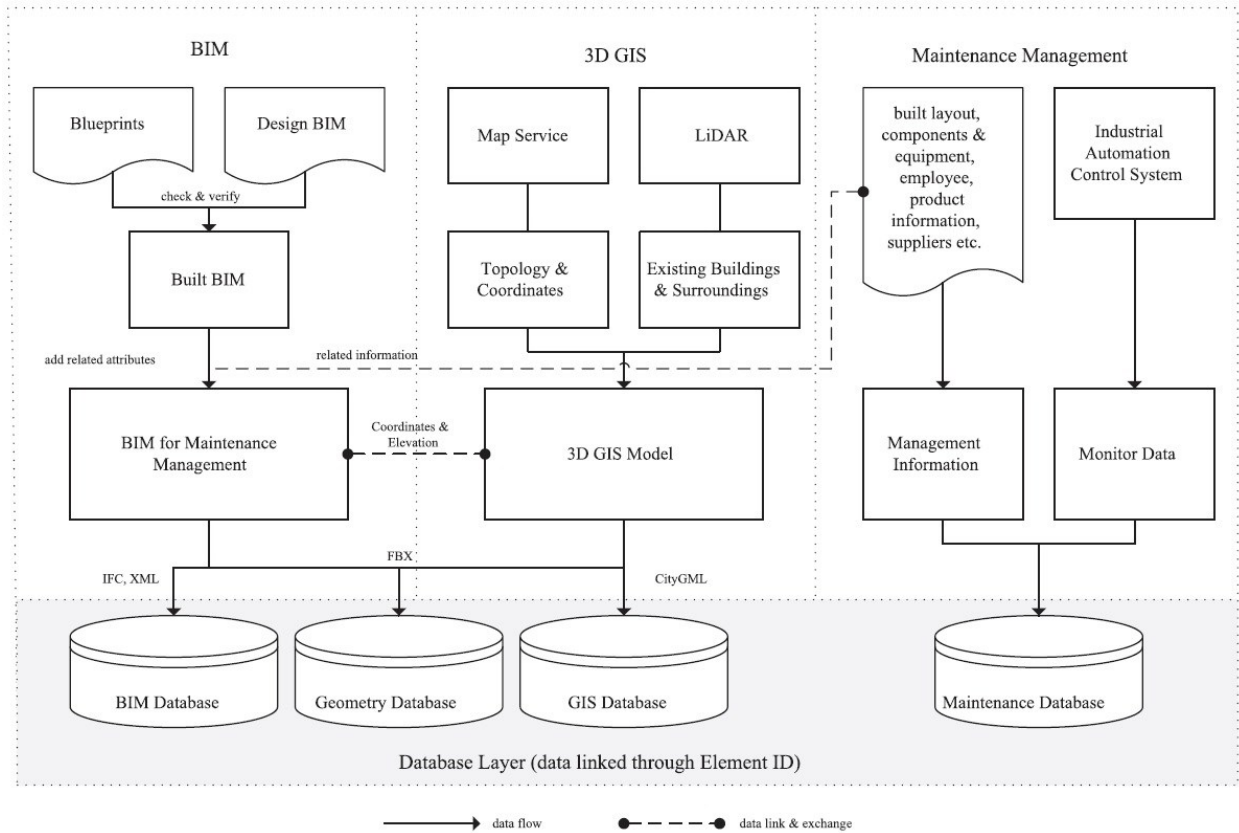 BIM
3D GIS
Maintenance Management
Blueprints
Design BIM
check & verify
Built BIM
add related attributes
BIM for Maintenance
Management
Map Service
LiDAR
Topology &
Coordinates
Existing Buildings
& Surroundings
related information
Coordinates &
Elevation
3D GIS Model
built layout,
components &
equipment,
employee,
product
information,
suppliers etc.
Industrial
Automation
Control System
Management
Information
Monitor Data
IFC, XML
FBX
CityGML
BIM Database
Geometry Database
GIS Database
Maintenance Database
Database Layer (data linked through Element ID)
data flow
data link & exchange